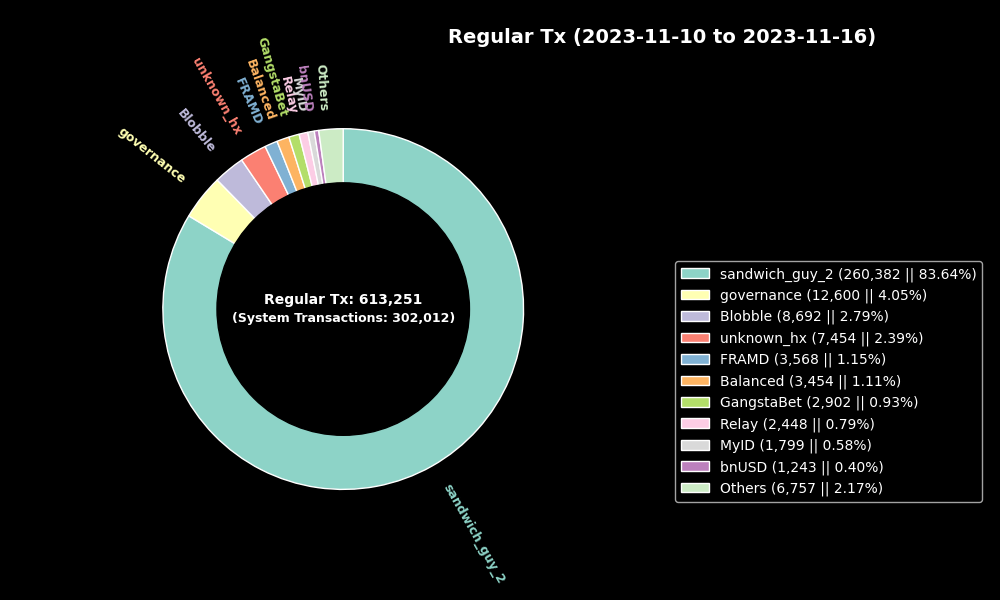 Regular Tx (2023-11-10 to 2023-11-16)
governance
Blobble
unknown_hx
FRAMD
Balanced
GangstaBet
Relay
MyID
bnUSD
Others
Regular Tx: 613,251
(System Transactions: 302,012)
sandwich_guy_2
sandwich_guy_2 (260,382 || 83.64%)
governance (12,600 || 4.05%)
Blobble (8,692 || 2.79%)
unknown_hx (7,454 || 2.39%)
FRAMD (3,568 || 1.15%)
Balanced (3,454 || 1.11%)
GangstaBet (2,902 || 0.93%)
Relay (2,448 || 0.79%)
MyID (1,799 || 0.58%)
bnUSD (1,243 || 0.40%)
Others (6,757 || 2.17%)